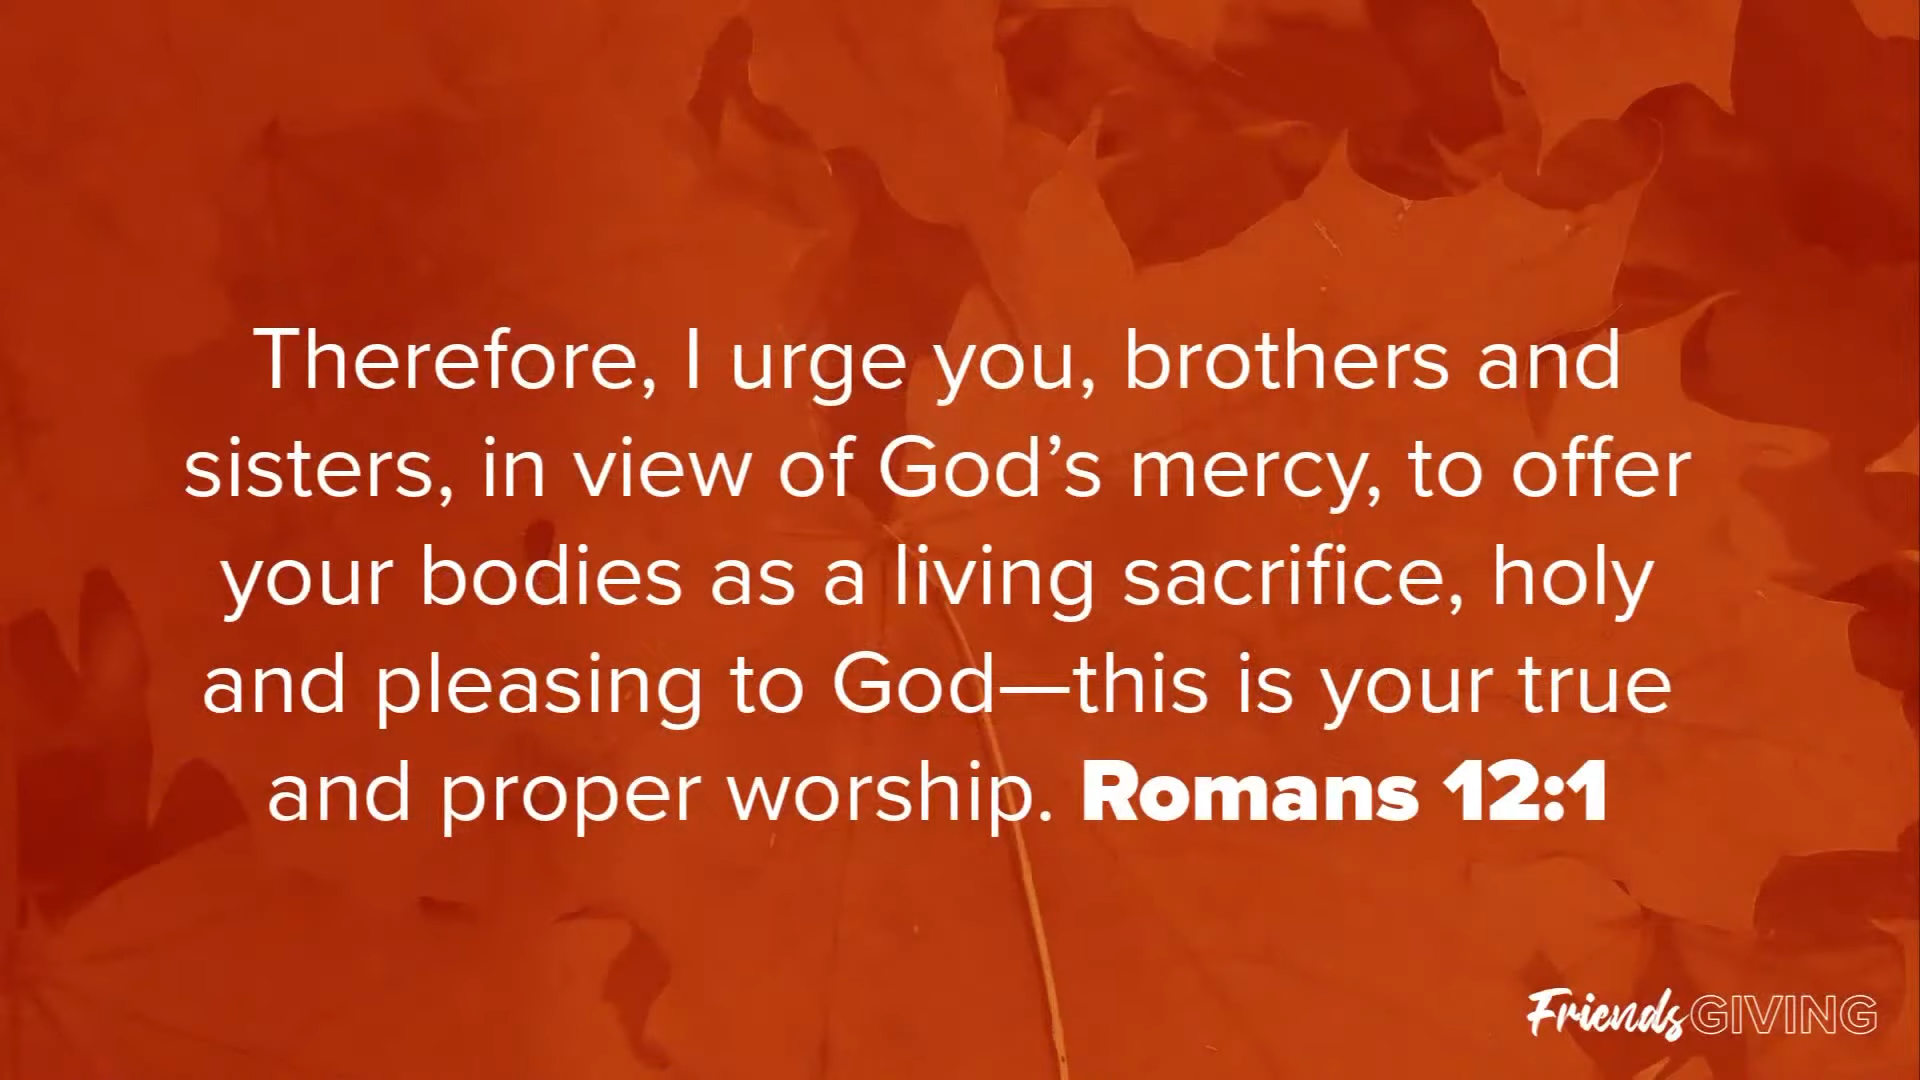 Therefore, I urge you, brothers and
sisters, in view of God’s mercy, to offer
your bodies as a living sacrifice, holy
and pleasing to God—this is your true
and proper worship. Romans 12:1
FriendsGIVING